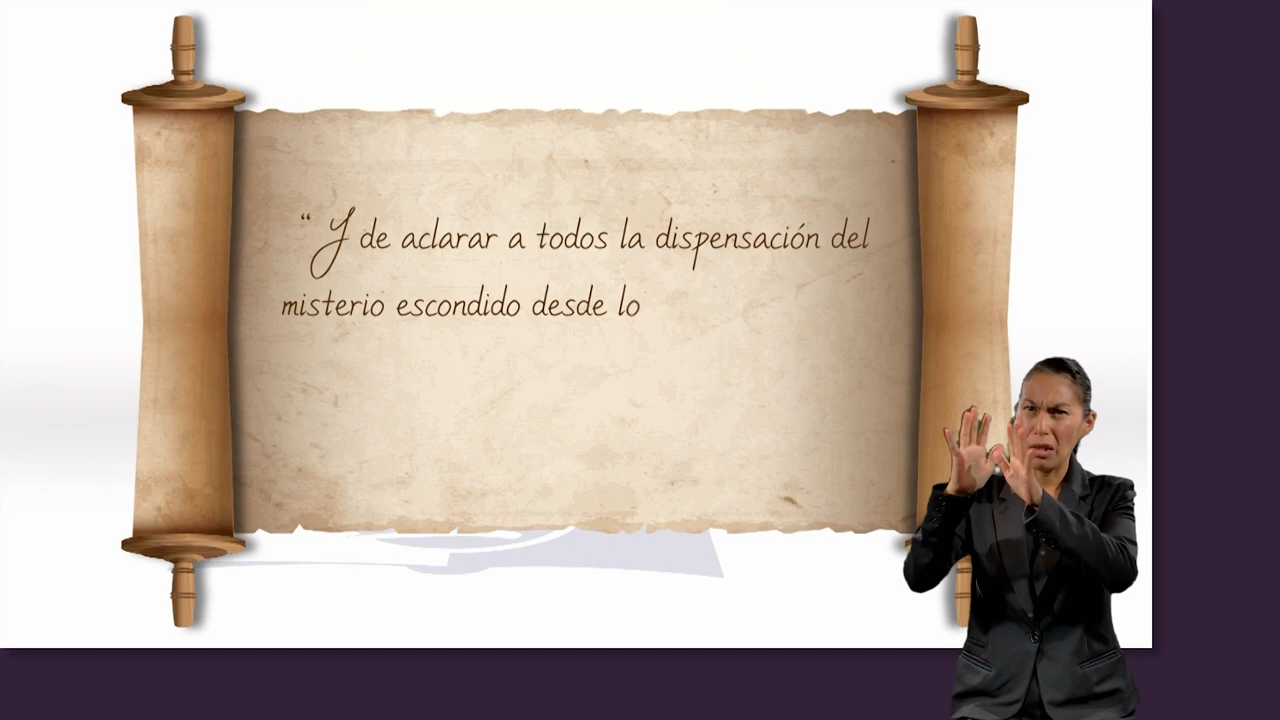 “ Y de aclarar a todos la dispensación del
misterio escondido desde lo